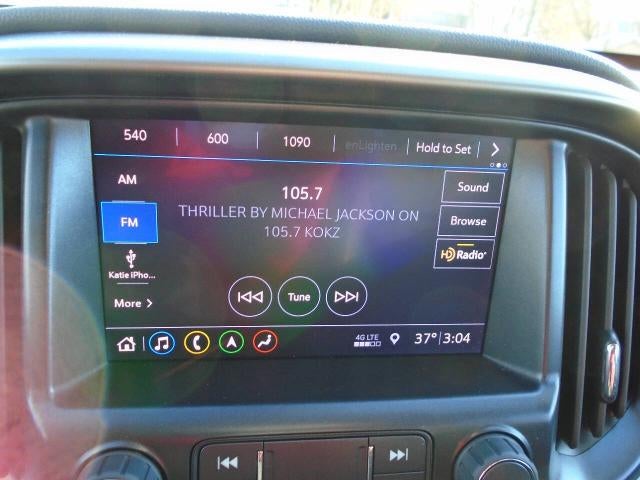 540 600 1090 enLighten Hold to Set
AM
FM
Katie iPho...
More
105.7
THRILLER BY MICHAEL JACKSON ON
105.7 KOKZ
Sound
Browse
HD Radio
Tune
4G LTE 37° 3:04